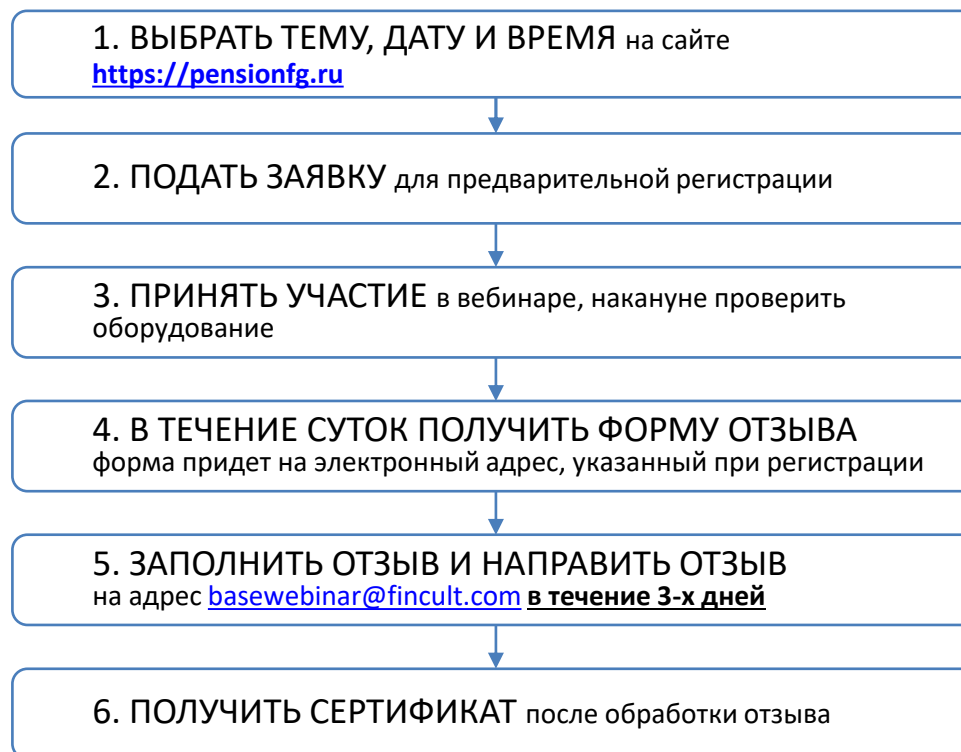 1. ВЫБРАТЬ ТЕМУ, ДАТУ И ВРЕМЯ на сайте
https://pensionfg.ru
2. ПОДАТЬ ЗАЯВКУ для предварительной регистрации
3. ПРИНЯТЬ УЧАСТИЕ в вебинаре, накануне проверить
оборудование
4. В ТЕЧЕНИЕ СУТОК ПОЛУЧИТЬ ФОРМУ ОТЗЫВА
форма придет на электронный адрес, указанный при регистрации
5. ЗАПОЛНИТЬ ОТЗЫВ И НАПРАВИТЬ ОТЗЫВ
на адрес basewebinar@fincult.com в течение 3-х дней
6. ПОЛУЧИТЬ СЕРТИФИКАТ после обработки отзыва